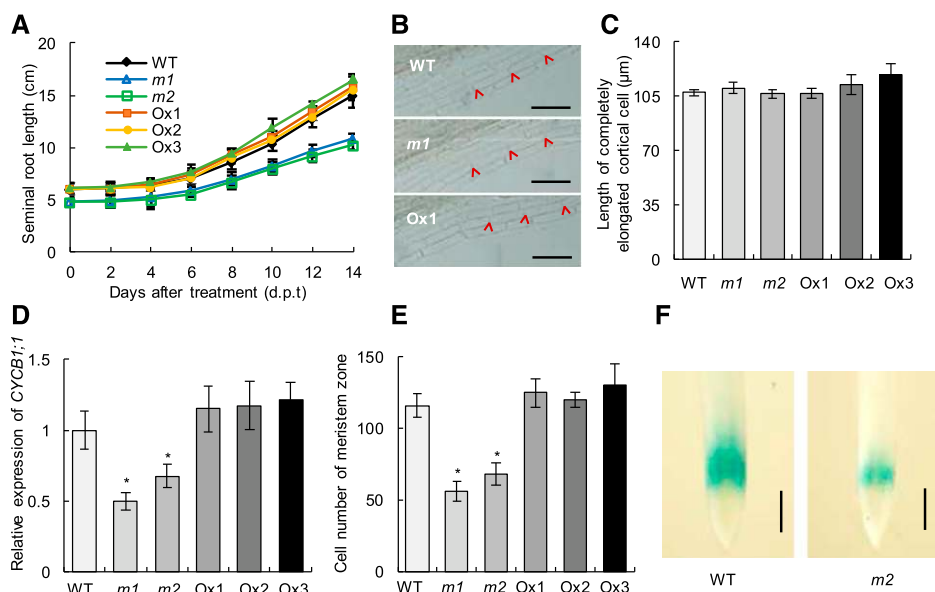 A
Seminal root length (cm)
20
15
10
5
0
WT
m1
m2
Ox1
Ox2
Ox3
0 2 4 6 8 10 12 14
Days after treatment (d.p.t)
B
WT
m1
Ox1
C
Length of completely
elongated cortical cell (μm)
140
105
70
35
0
WT m1 m2 Ox1 Ox2 Ox3
D
Relative expression of CYCB1;1
1.5
1
0.5
0
* *
WT m1 m2 Ox1 Ox2 Ox3
E
Cell number of meristem zone
150
100
50
0
* *
WT m1 m2 Ox1 Ox2 Ox3
F
WT m2